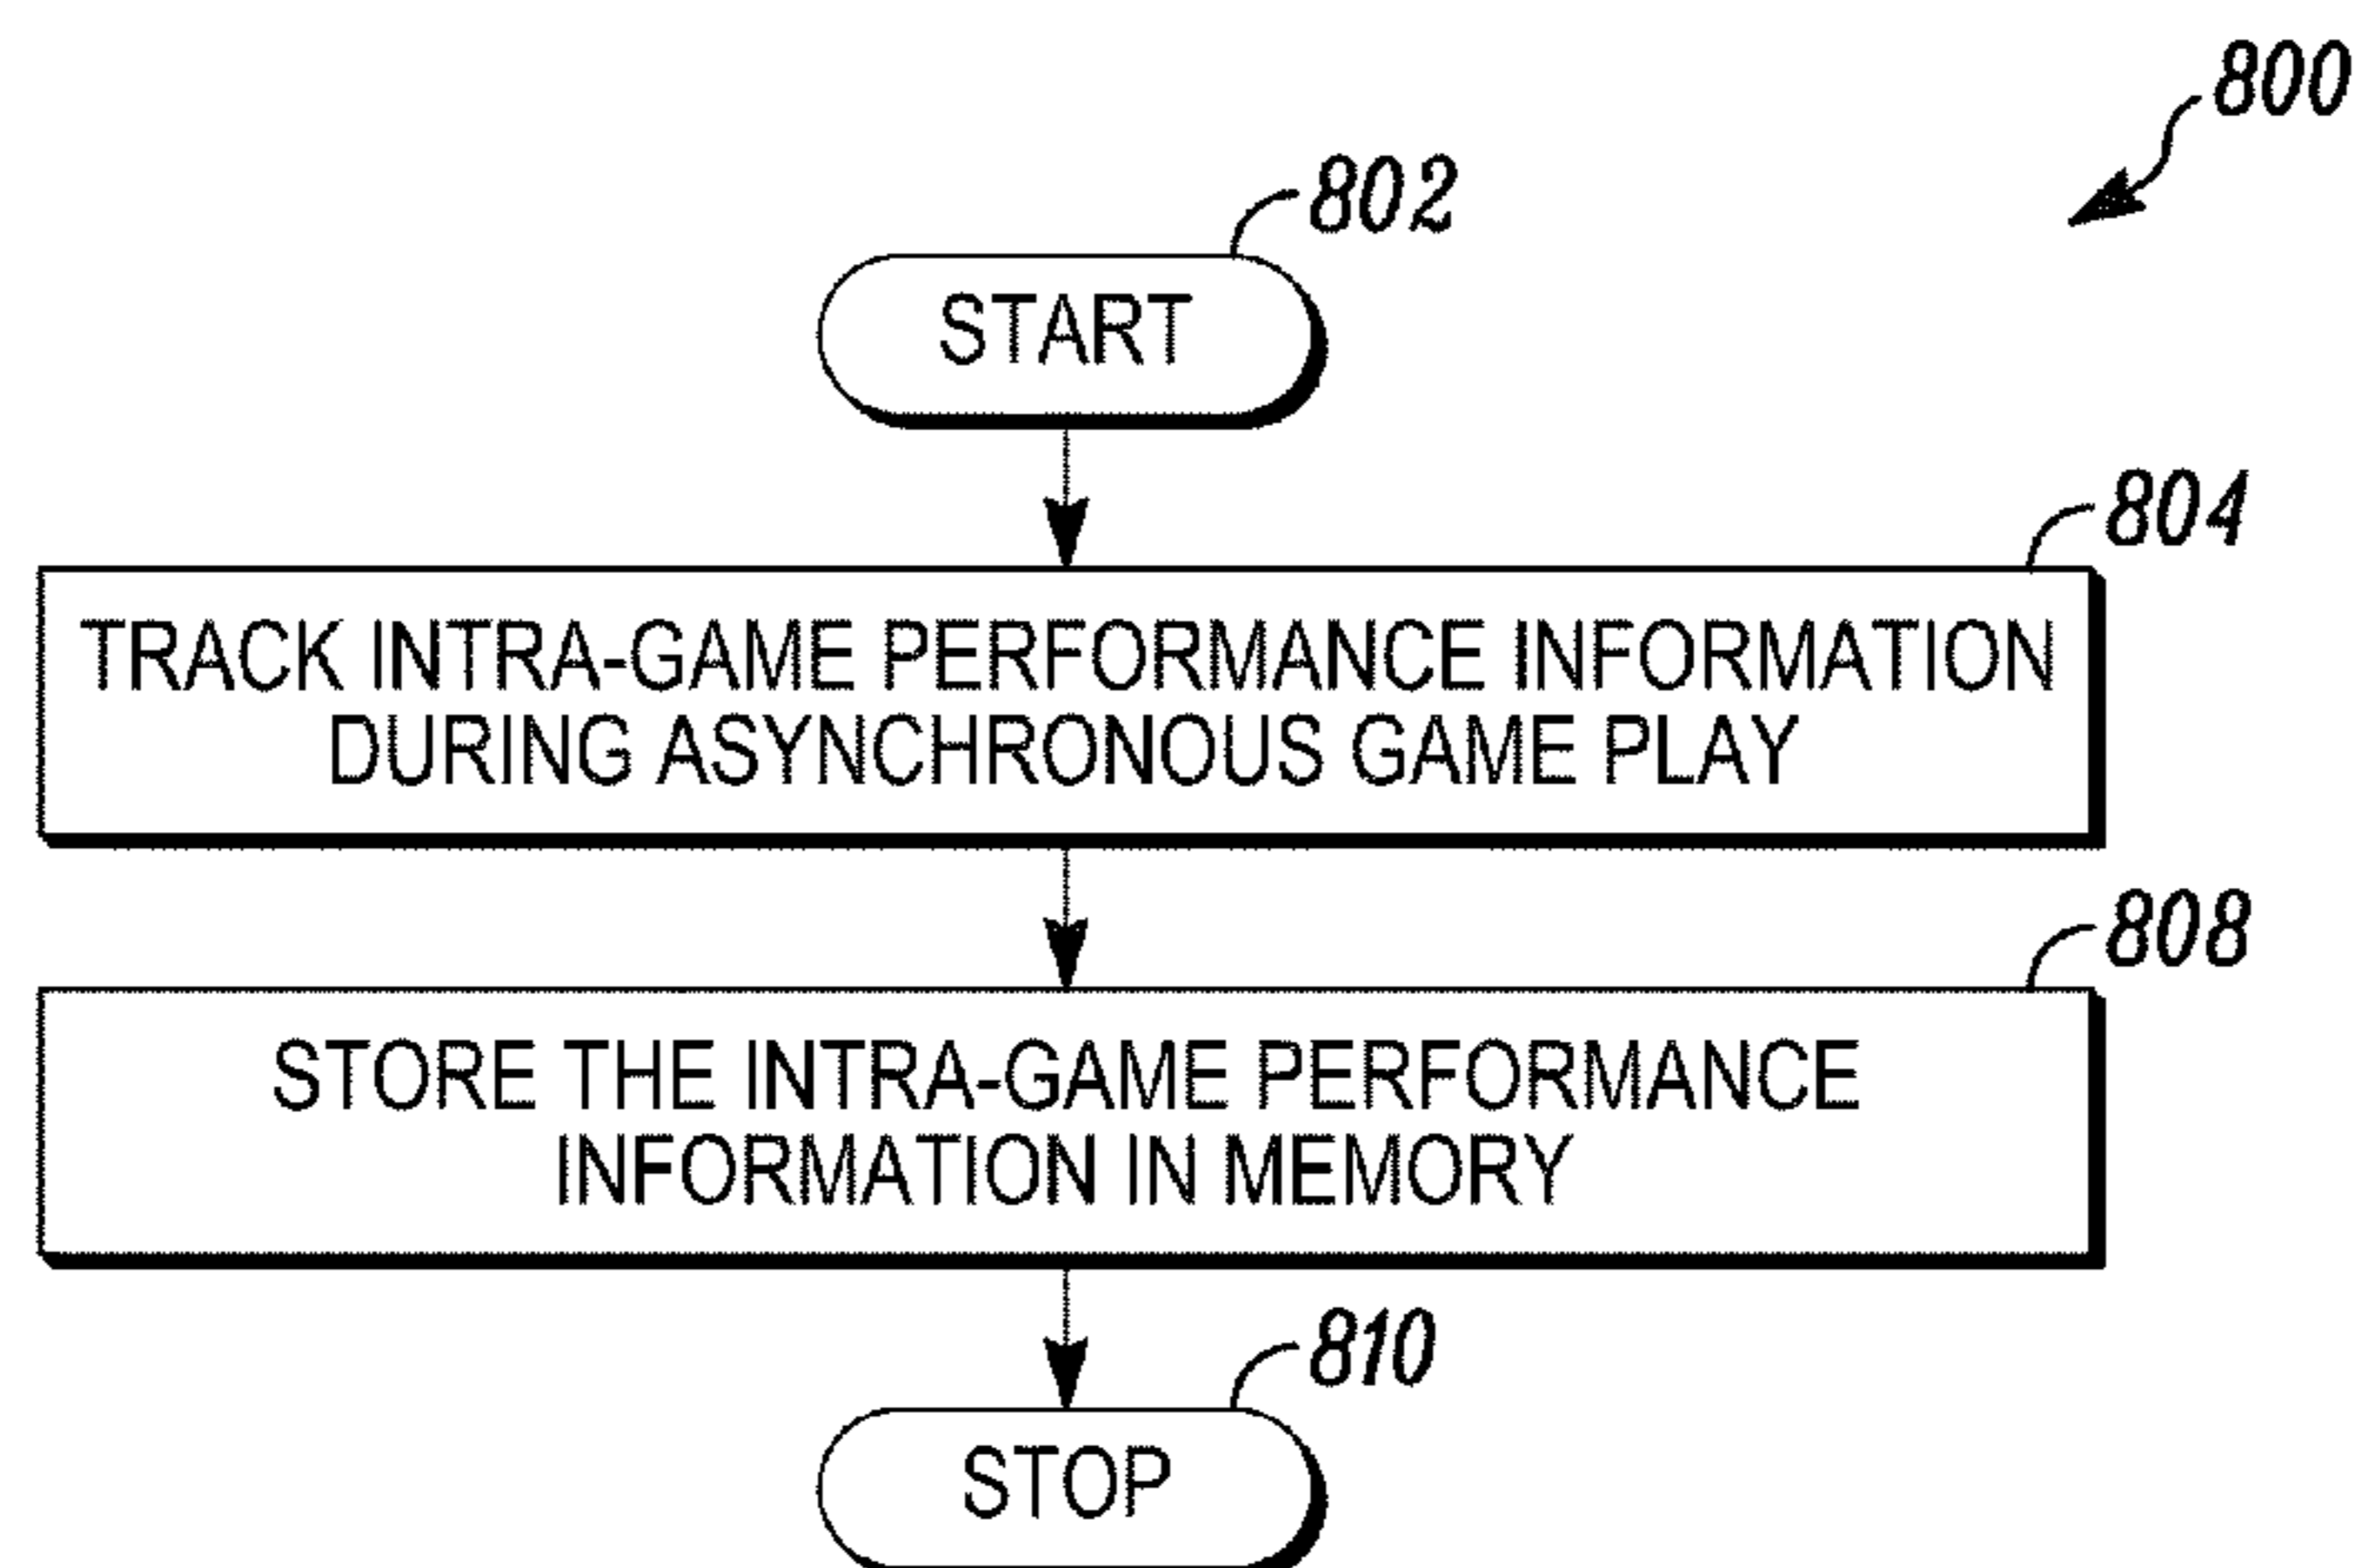 800
802
START
804
TRACK INTRA-GAME PERFORMANCE INFORMATION
DURING ASYNCHRONOUS GAME PLAY
808
STORE THE INTRA-GAME PERFORMANCE
INFORMATION IN MEMORY
810
STOP